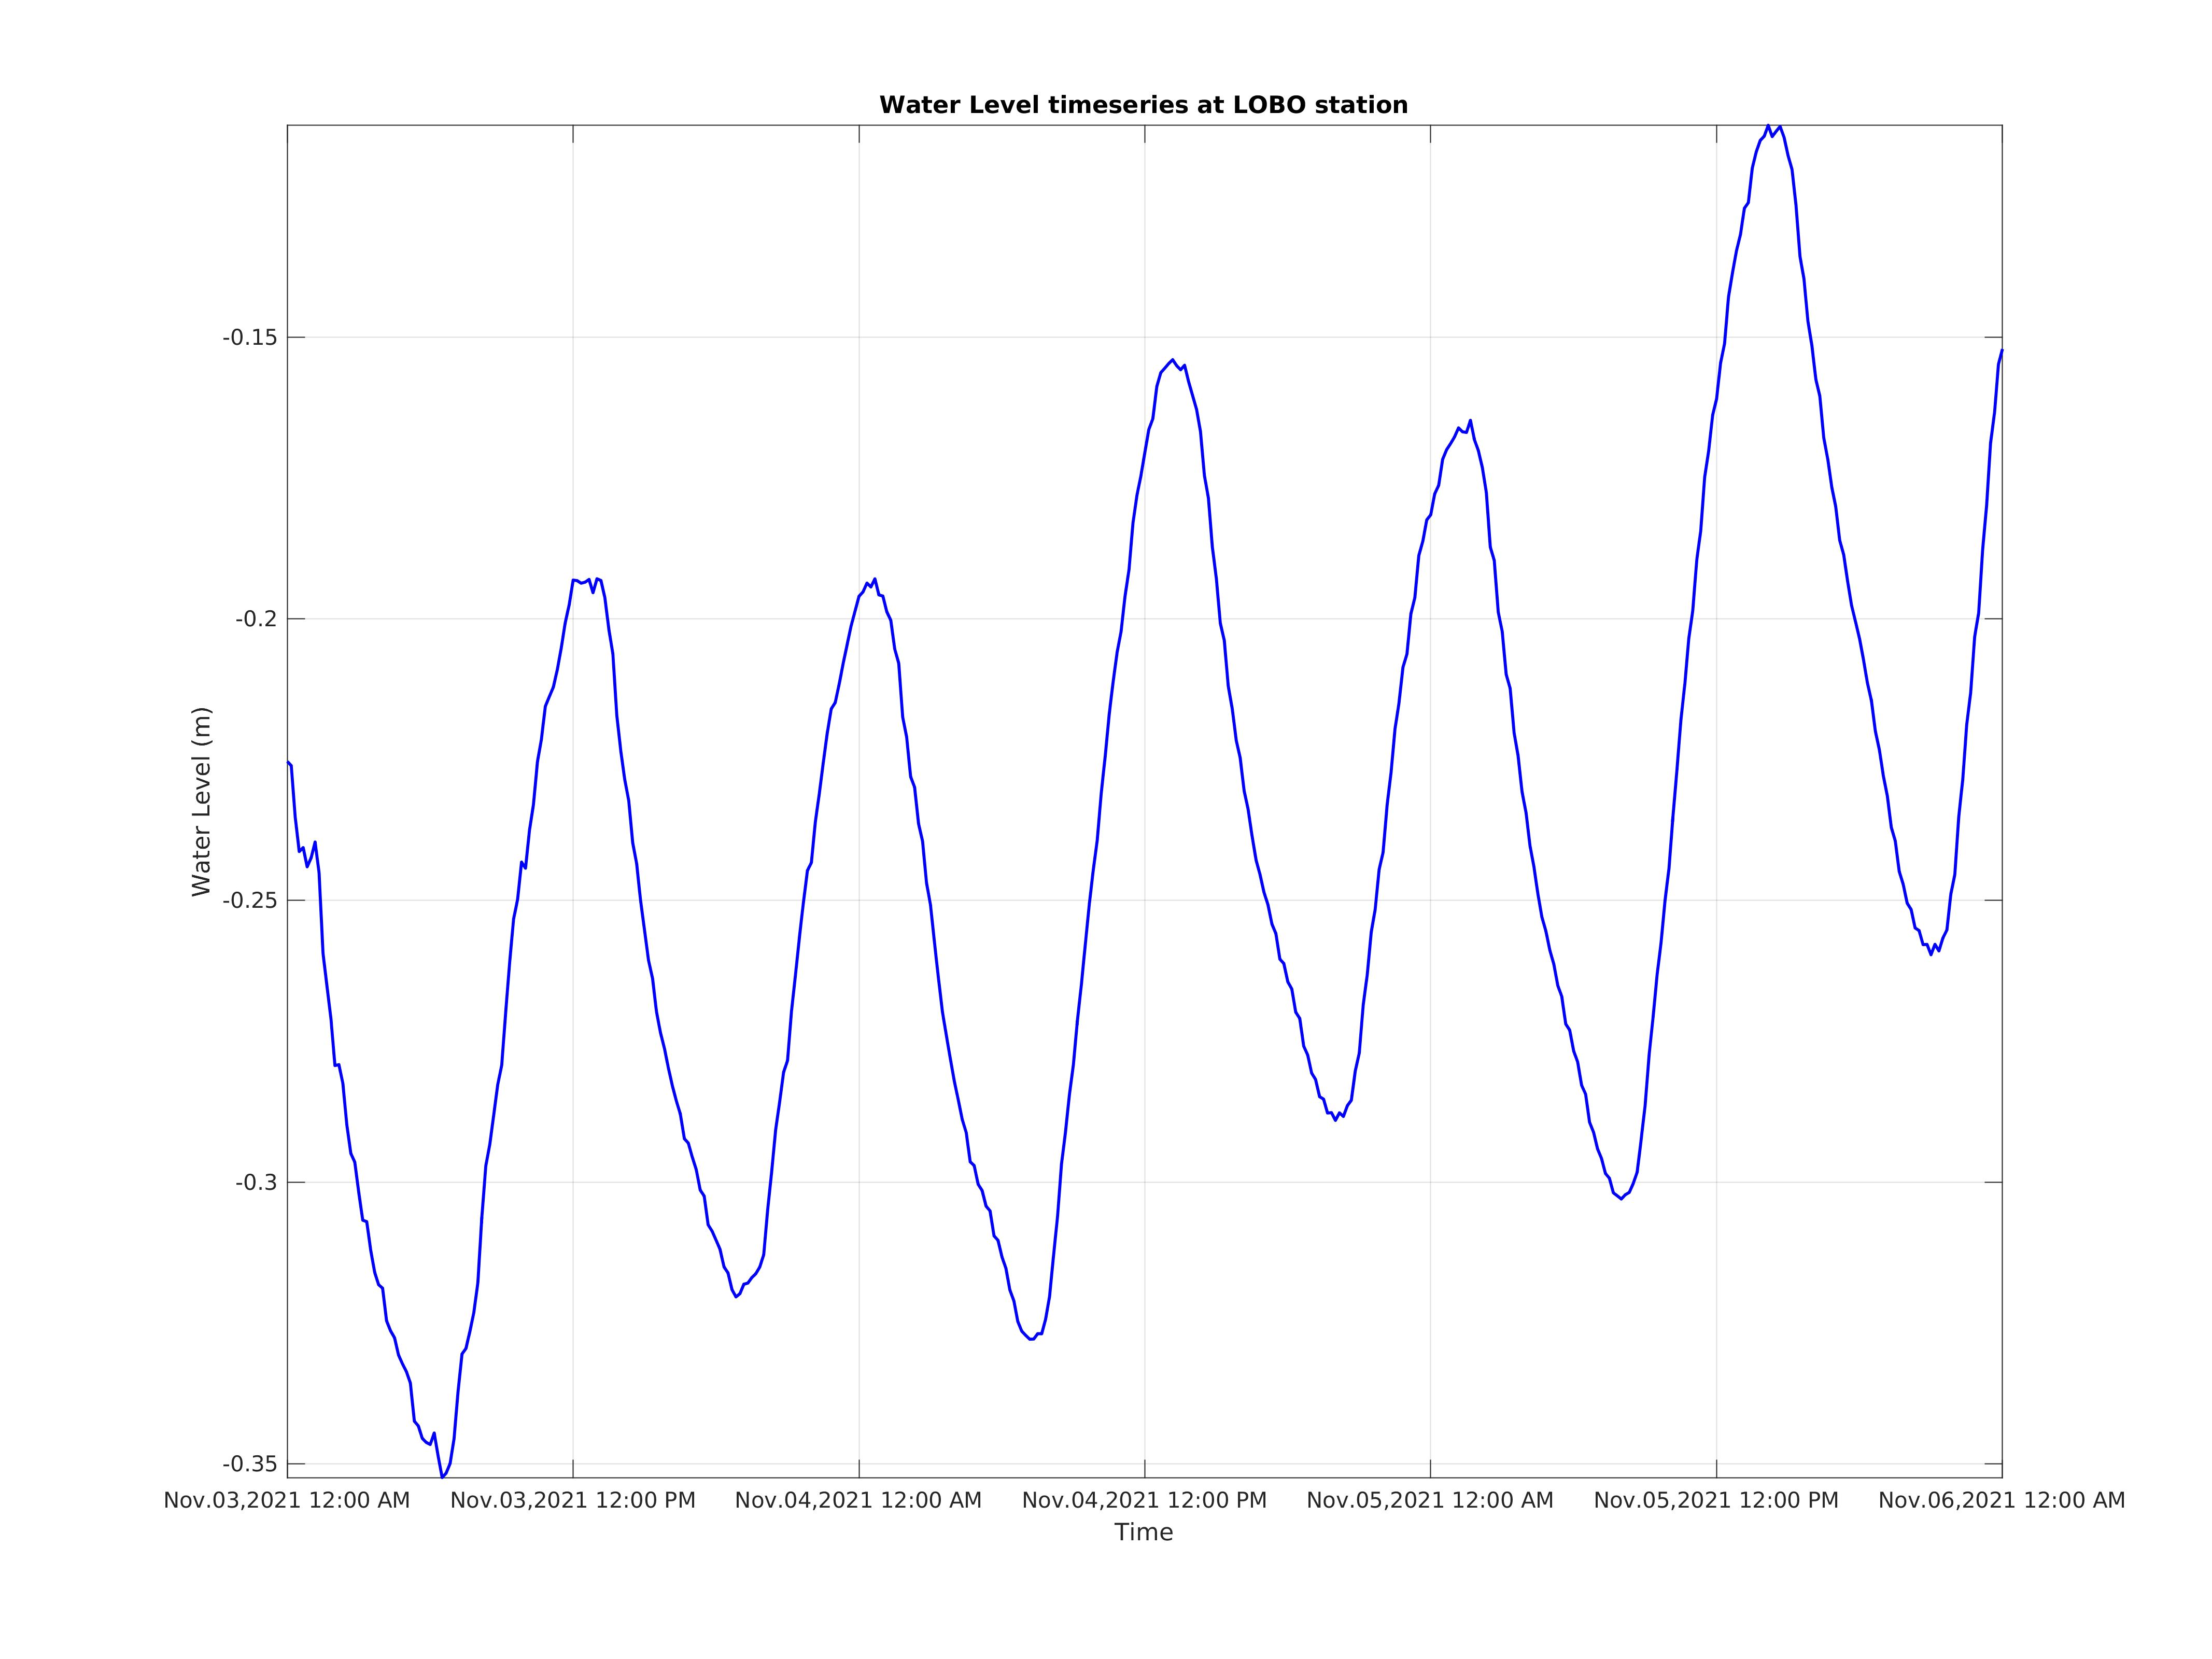 Water Level timeseries at LOBO station
-0.15
-0.2
-0.25
-0.3
-0.35
Water Level (m)
Nov.03,2021 12:00 AM Nov.03,2021 12:00 PM Nov.04,2021 12:00 AM Nov.04,2021 12:00 PM Nov.05,2021 12:00 AM Nov.05,2021 12:00 PM Nov.06,2021 12:00 AM
Time